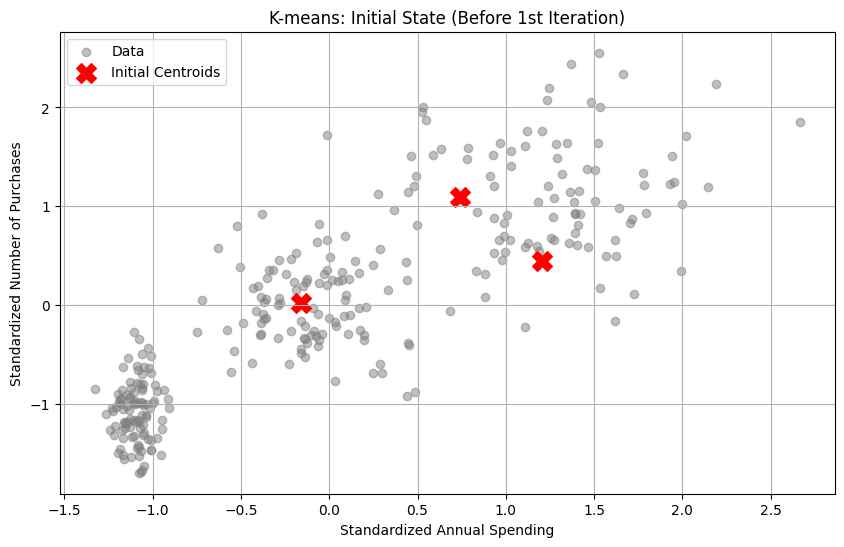 K-means: Initial State (Before 1st Iteration)
Data
Initial Centroids
Standardized Number of Purchases
2
1
0
−1
−1.5
−1.0
−0.5
0.0
0.5
1.0
1.5
2.0
2.5
Standardized Annual Spending